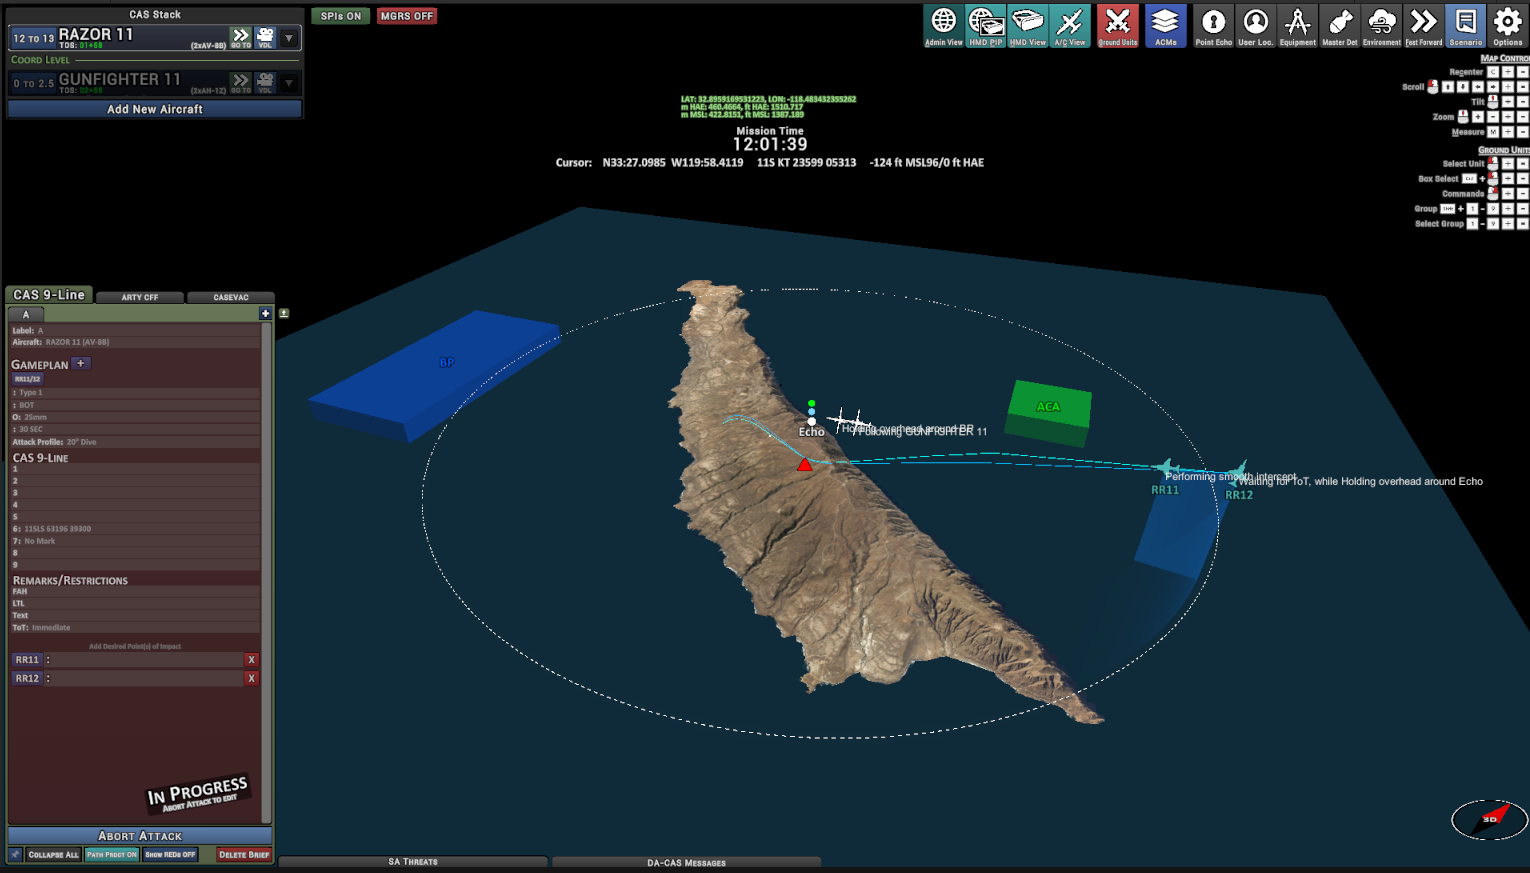 CAS Stack
12 to 13 RAZOR 11
TOS: 01+58 (2xAV-8B) GO TO VDL
Coord Level
0 to 2.5 GUNFIGHTER 11
TOS: 02+58 (2xAH-1Z) GO TO VDL
Add New Aircraft
SPIs ON
MGRS OFF
Admin View
HMD PIP
HMD View
A/C View
Ground Units
ACMs
Point Echo
User Loc.
Equipment
Master Det
Environment
Fast Forward
Scenario
Options
Map Contro
Recenter C
Scroll
Tilt
Zoom
Measure M
Ground Units
Select Unit
Box Select
Commands
Group
Select Group
LAT: 32.8959169531223, LON: -118.483432355262
m HAE: 460.4664, ft HAE: 1510.717
m MSL: 422.8151, ft MSL: 1387.189
Mission Time
12:01:39
Cursor: N33:27.0985 W119:58.4119 11S KT 23599 05313 -124 ft MSL96/0 ft HAE
BP
ACA
Echo
Holding overhead around BP
Following GUNFIGHTER 11
Performing smooth intercept
Waiting for ToT, while Holding overhead around Echo
RR11
RR12
3D
CAS 9-Line
ARTY CFF
CASEVAC
A
Label: A
Aircraft: RAZOR 11 (AV-8B)
Gameplan +
RR11/12
: Type 1
: BOT
O: 25mm
: 30 SEC
Attack Profile: 20° Dive
CAS 9-Line
1
2
3
4
5
6: 11SLS 63196 39300
7: No Mark
8
9
Remarks/Restrictions
FAH
LTL
Text
ToT: Immediate
Add Desired Point(s) of Impact
RR11 : X
RR12 : X
In Progress
Abort Attack to edit
Abort Attack
Collapse All
Path Predct ON
Show REDs OFF
Delete Brief
SA Threats
DA-CAS Messages